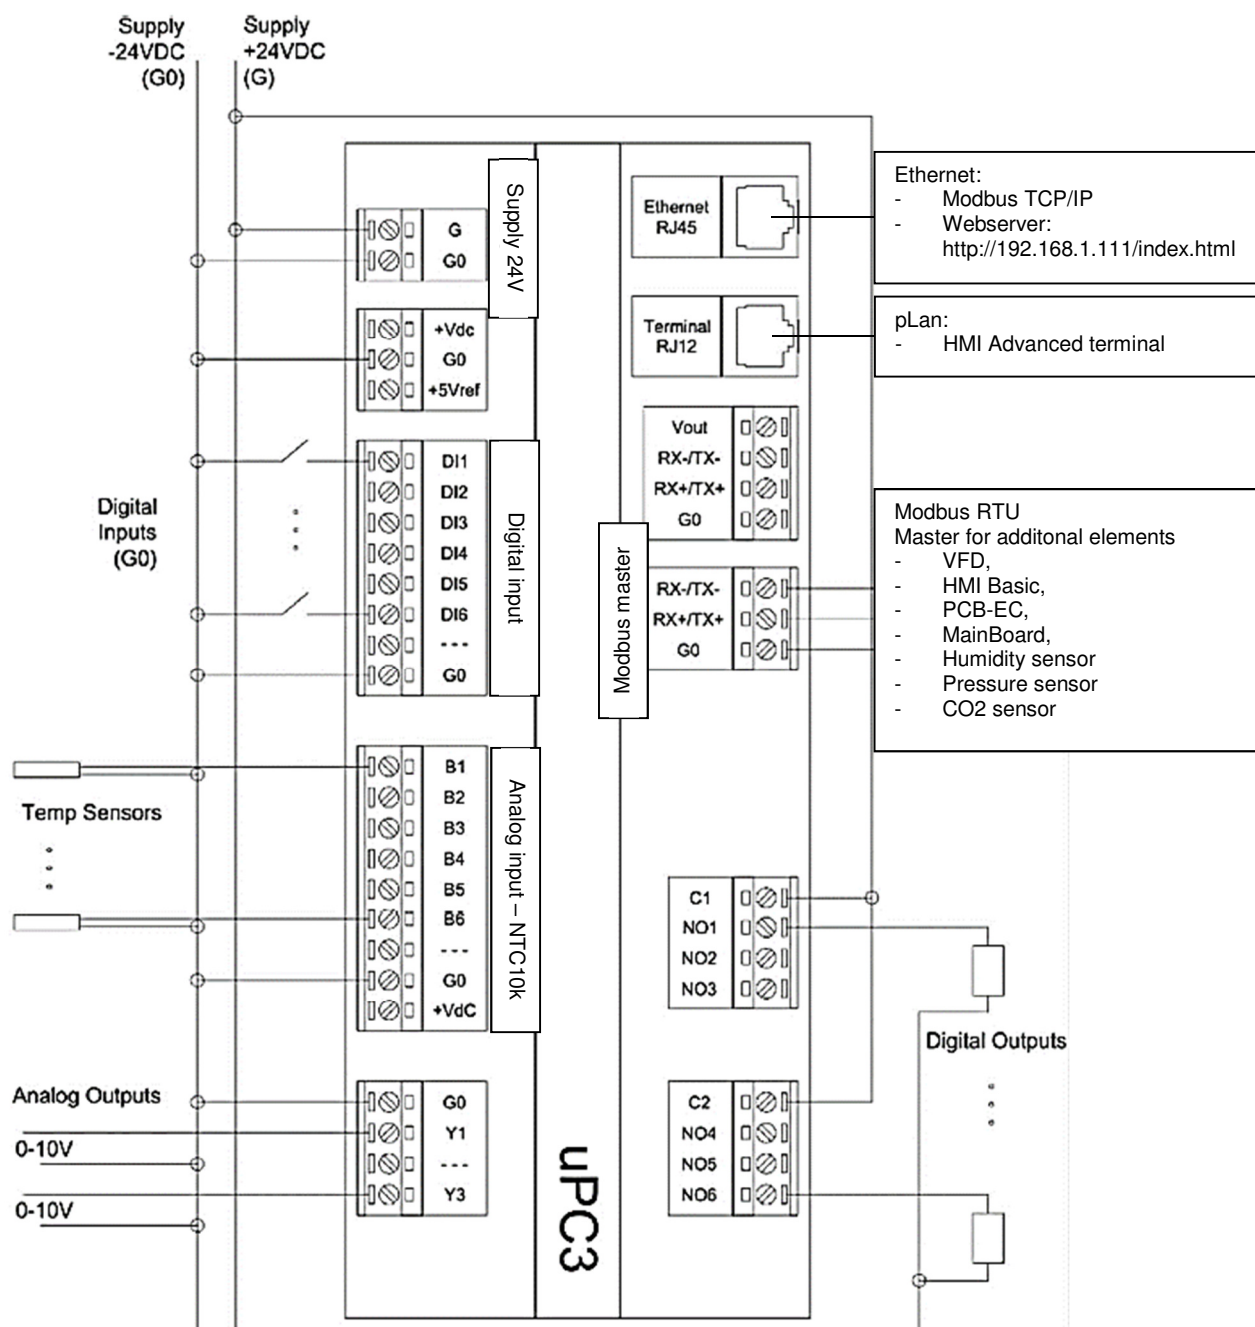 Supply
-24VDC
(G0)
Supply
+24VDC
(G)
Supply 24V
G
G0
+Vdc
G0
+5Vref
Digital
Inputs
(G0)
DI1
DI2
DI3
DI4
DI5
DI6
---
G0
Digital input
Temp Sensors
B1
B2
B3
B4
B5
B6
---
G0
+VdC
Analog input – NTC10k
Analog Outputs
0-10V
0-10V
G0
Y1
---
Y3
uPC3
Ethernet
RJ45
Terminal
RJ12
Vout
RX-/TX-
RX+/TX+
G0
Modbus master
RX-/TX-
RX+/TX+
G0
C1
NO1
NO2
NO3
C2
NO4
NO5
NO6
Digital Outputs
Ethernet:
- Modbus TCP/IP
- Webserver:
http://192.168.1.111/index.html
pLan:
- HMI Advanced terminal
Modbus RTU
Master for additonal elements
- VFD,
- HMI Basic,
- PCB-EC,
- MainBoard,
- Humidity sensor
- Pressure sensor
- CO2 sensor